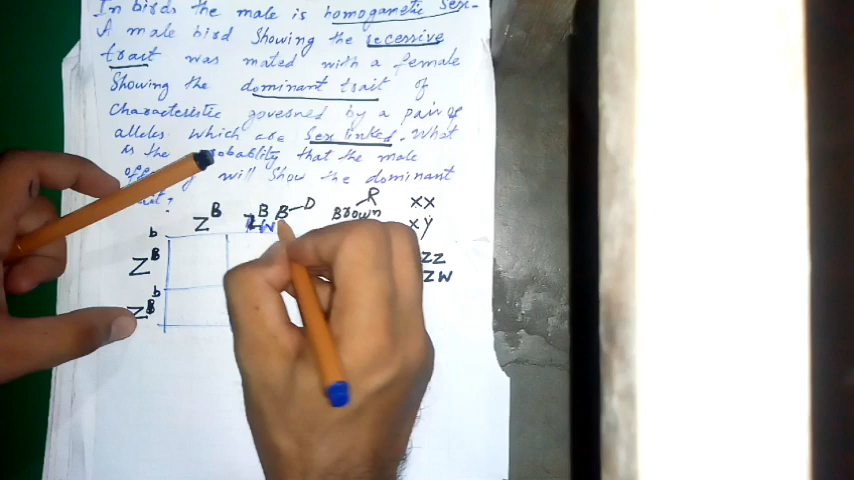 In birds the male is homogametic sex.
A male bird Showing the recessive
trait was mated with a female
Showing the dominant trait of
Characteristic governed by a pair of
alleles which are Sex linked. What
is the probablity that the male
will Show the dominant
R
Z B B B - D Brown XX
b W XY
Z B ZZ
b ZW
Z B